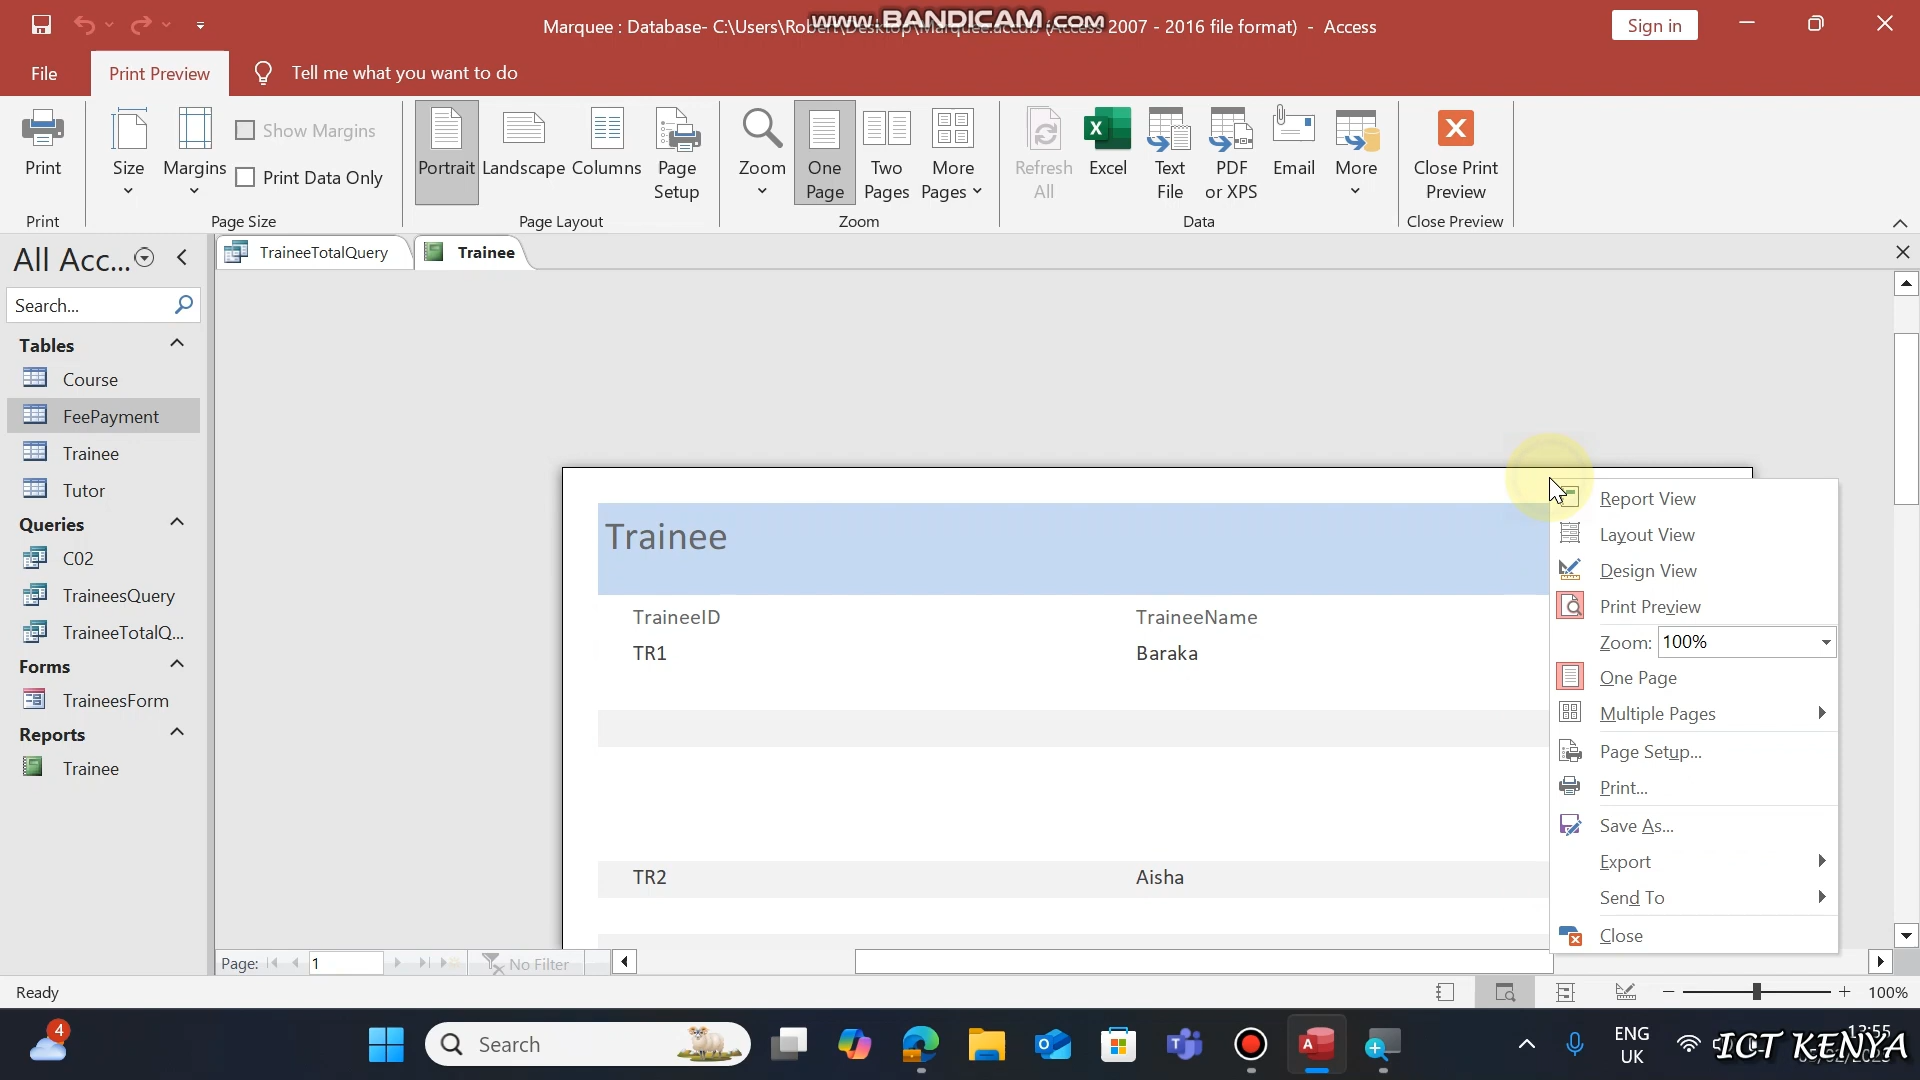 Marquee : Database- C:\Users\Robert\Desktop\Marquee.accdb (Access 2007 - 2016 file format) - Access
www.BANDICAM.com
Sign in
File
Print Preview
Tell me what you want to do
Print
Size
Margins
Show Margins
Print Data Only
Portrait
Landscape
Columns
Page Setup
Zoom
One Page
Two Pages
More Pages
Refresh All
Excel
Text File
PDF or XPS
Email
More
Close Print Preview
Print
Page Size
Page Layout
Zoom
Data
Close Preview
All Acc...
TraineeTotalQuery
Trainee
Search...
Tables
Course
FeePayment
Trainee
Tutor
Queries
C02
TraineesQuery
TraineeTotalQ...
Forms
TraineesForm
Reports
Trainee
Trainee
TraineeID TraineeName
TR1 Baraka
TR2 Aisha
Report View
Layout View
Design View
Print Preview
Zoom: 100%
One Page
Multiple Pages
Page Setup...
Print...
Save As...
Export
Send To
Close
Page: 1
No Filter
Ready
100%
4
Search
ENG
UK
ICT KENYA